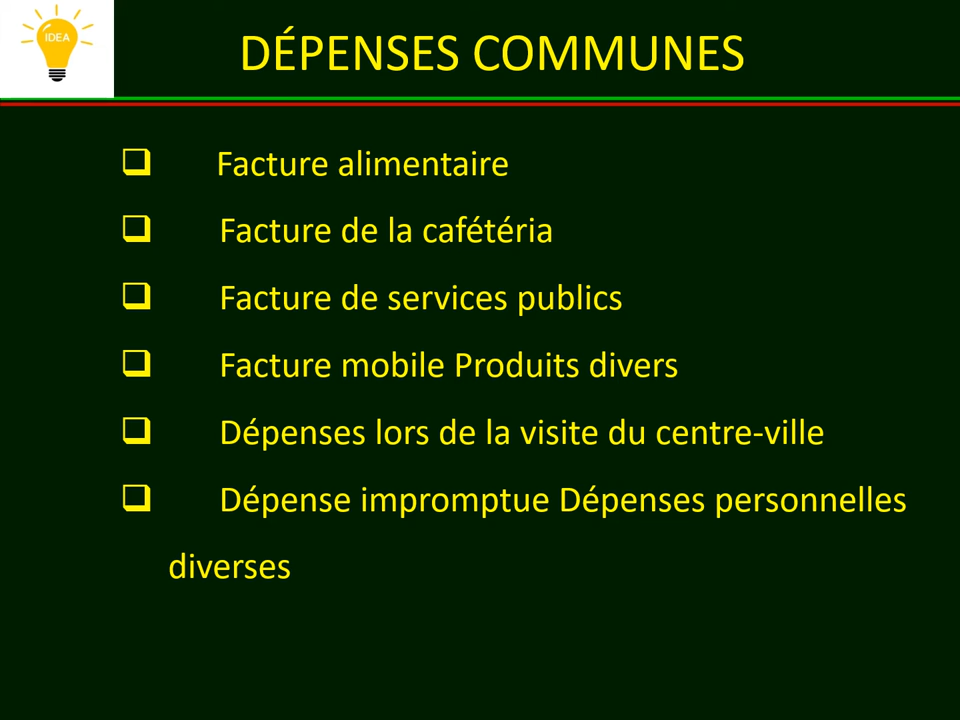 IDEA
DÉPENSES COMMUNES
❑ Facture alimentaire
❑ Facture de la cafétéria
❑ Facture de services publics
❑ Facture mobile Produits divers
❑ Dépenses lors de la visite du centre-ville
❑ Dépense impromptue Dépenses personnelles
diverses